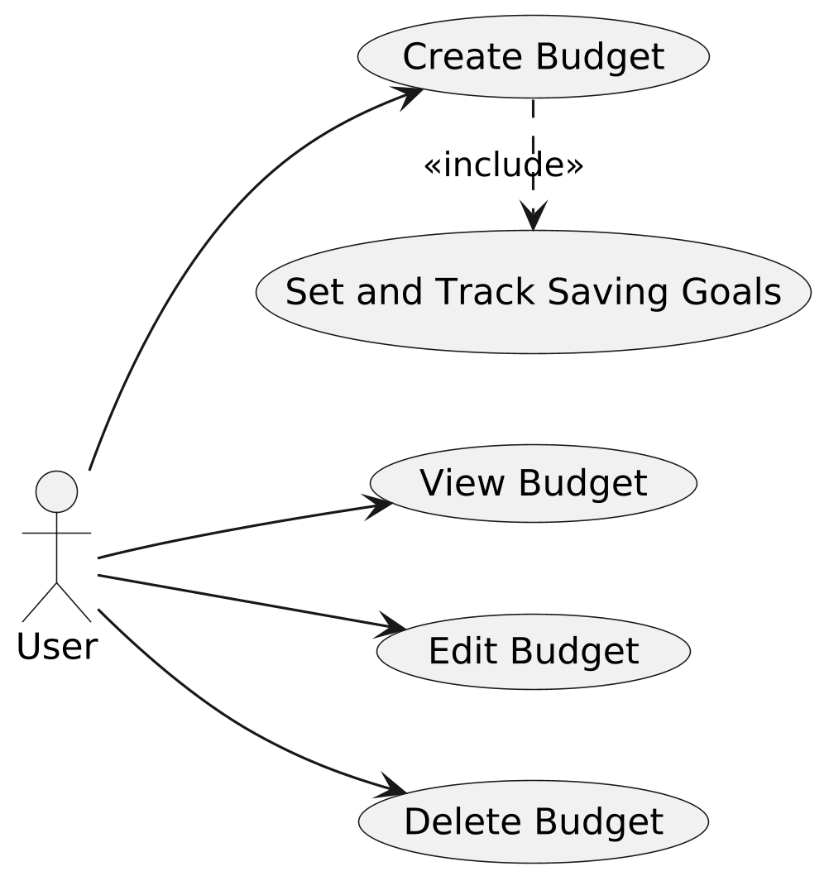 Create Budget
«include»
Set and Track Saving Goals
View Budget
User
Edit Budget
Delete Budget